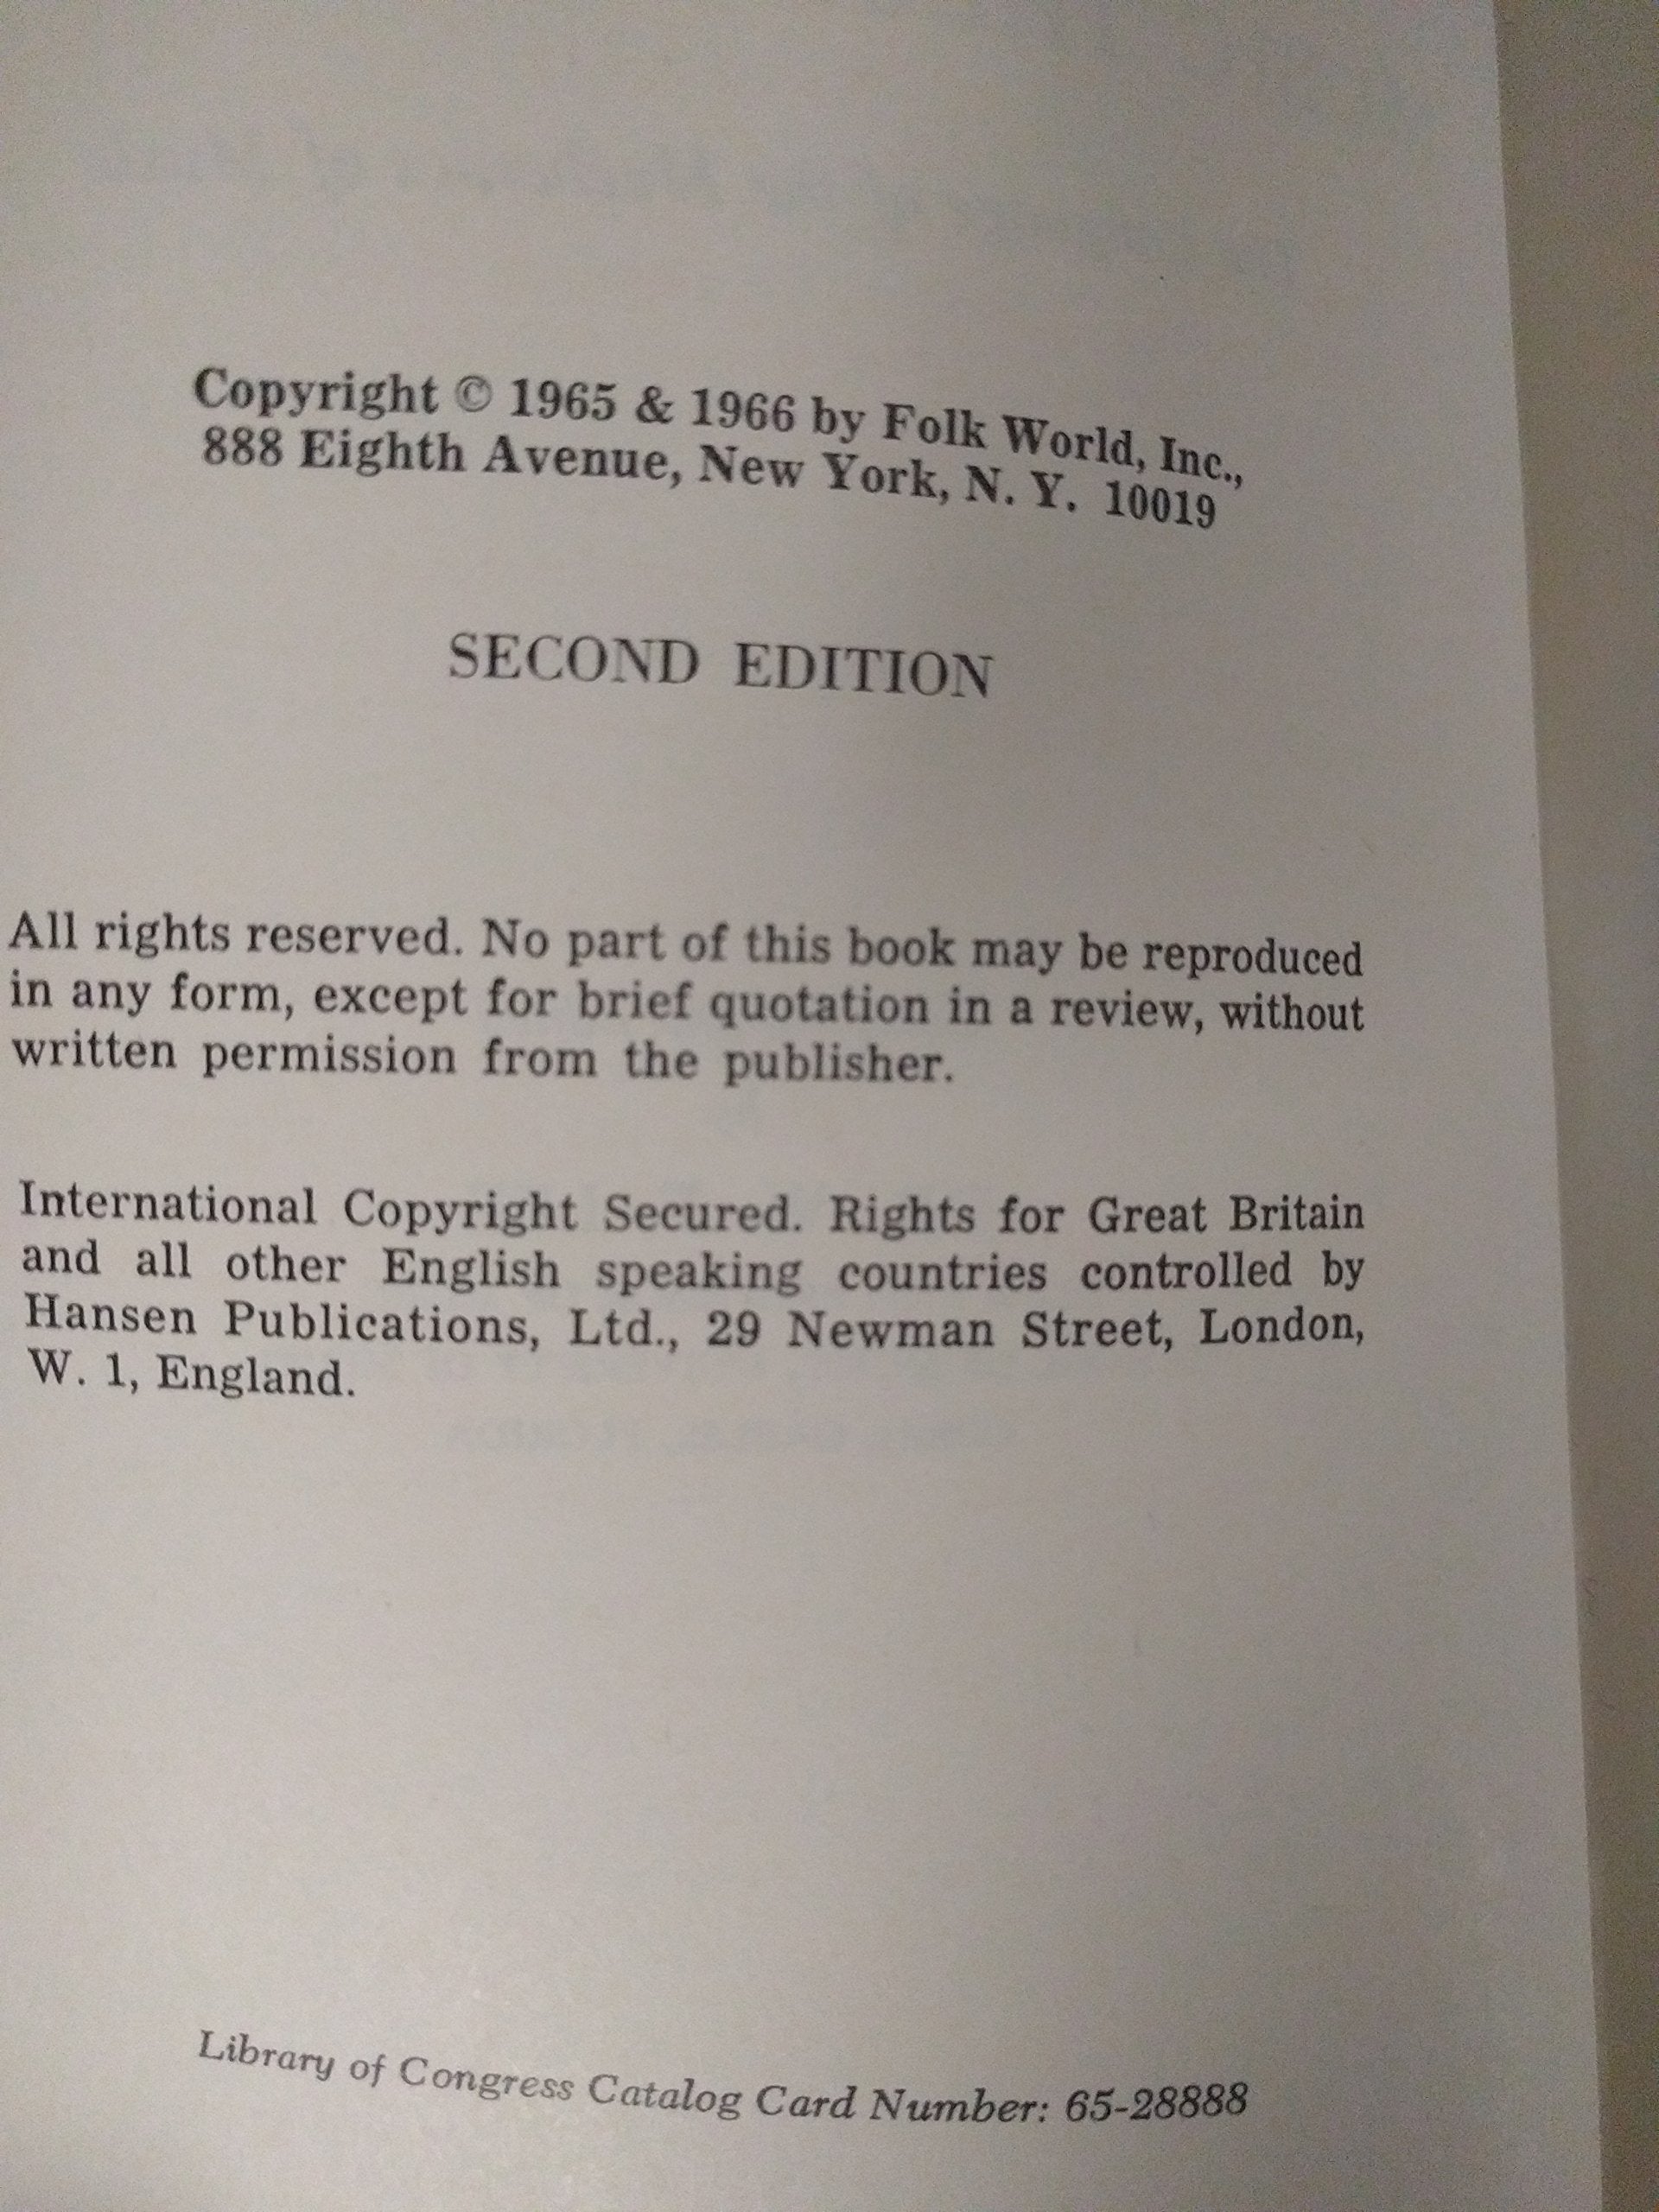 Copyright © 1965 & 1966 by Folk World, Inc.,
888 Eighth Avenue, New York, N. Y. 10019
SECOND EDITION
All rights reserved. No part of this book may be reproduced
in any form, except for brief quotation in a review, without
written permission from the publisher.
International Copyright Secured. Rights for Great Britain
and all other English speaking countries controlled by
Hansen Publications, Ltd., 29 Newman Street, London,
W. 1, England.
Library of Congress Catalog Card Number: 65-28888